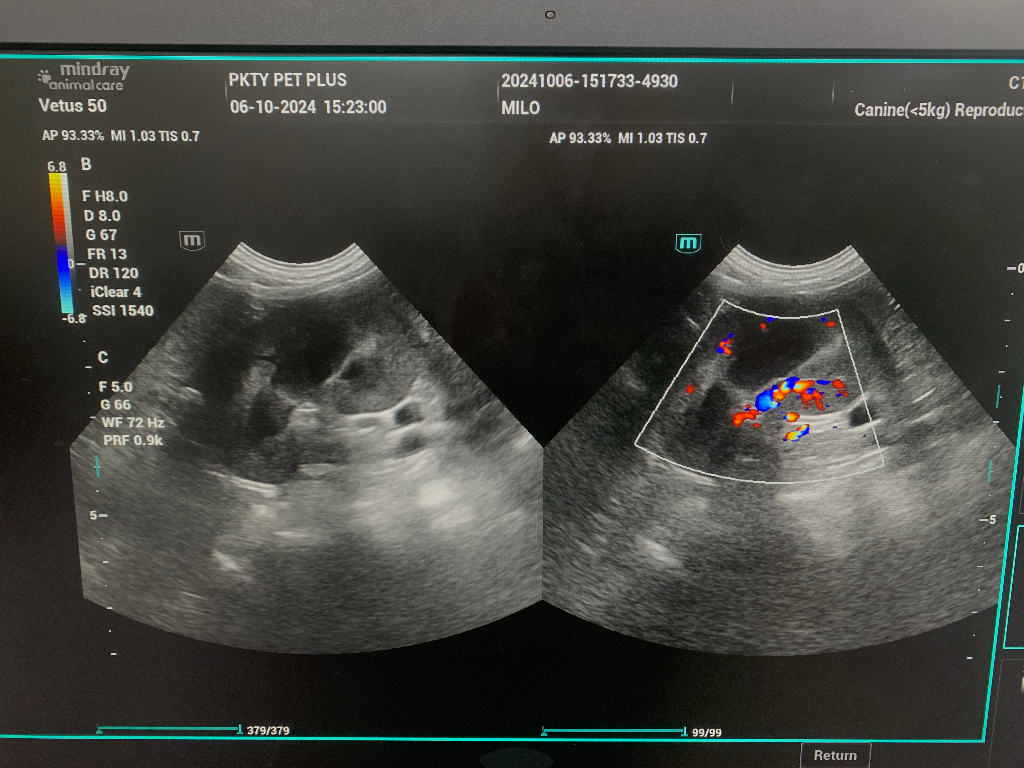 mindray
animal care
Vetus 50
PKTY PET PLUS
06-10-2024 15:23:00
20241006-151733-4930
MILO
Canine(<5kg) Reproduc
AP 93.33% MI 1.03 TIS 0.7
AP 93.33% MI 1.03 TIS 0.7
6.8
B
F H8.0
D 8.0
G 67
FR 13
DR 120
iClear 4
SSI 1540
0
-6.8
C
F 5.0
G 66
WF 72 Hz
PRF 0.9k
m
m
0
5
5
379/379
99/99
Return